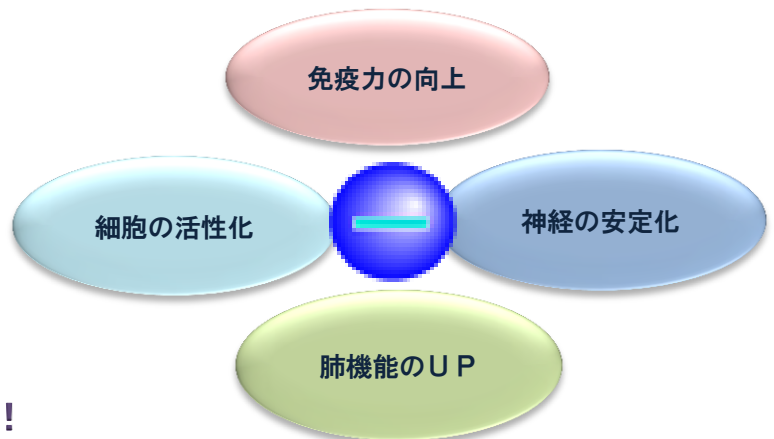 免疫力の向上
細胞の活性化
神経の安定化
肺機能のＵＰ
!